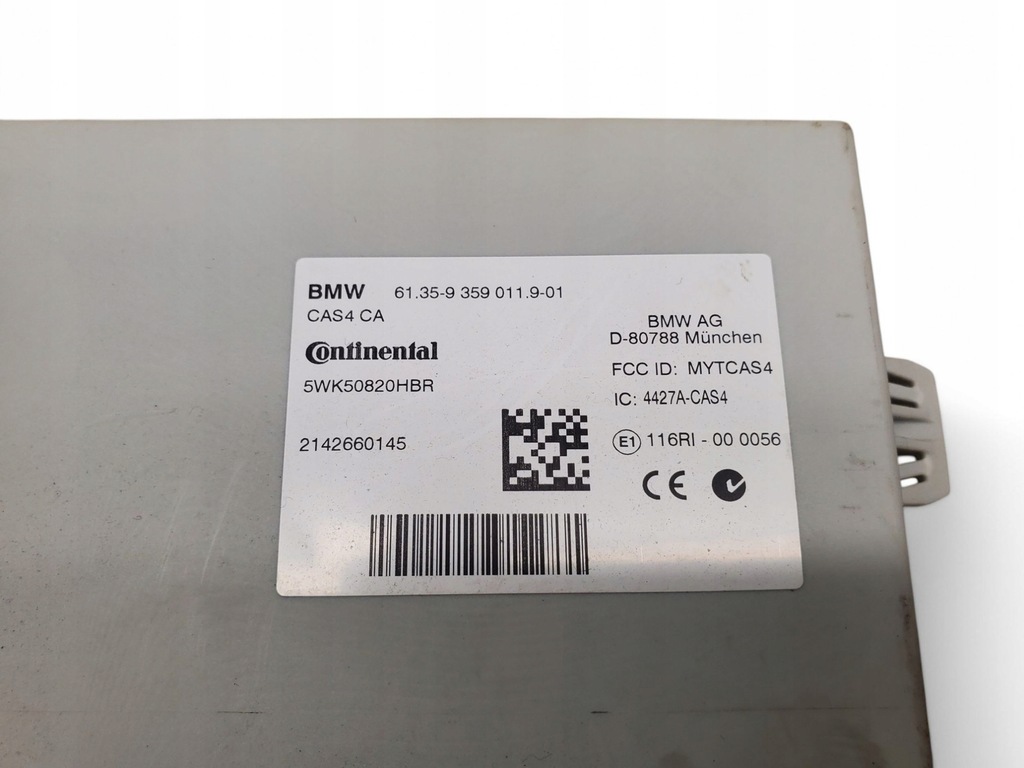 BMW 61.35-9 359 011.9-01
CAS4 CA
Continental
5WK50820HBR
2142660145
BMW AG
D-80788 München
FCC ID: MYTCAS4
IC: 4427A-CAS4
E1 116RI - 00 0056
CE